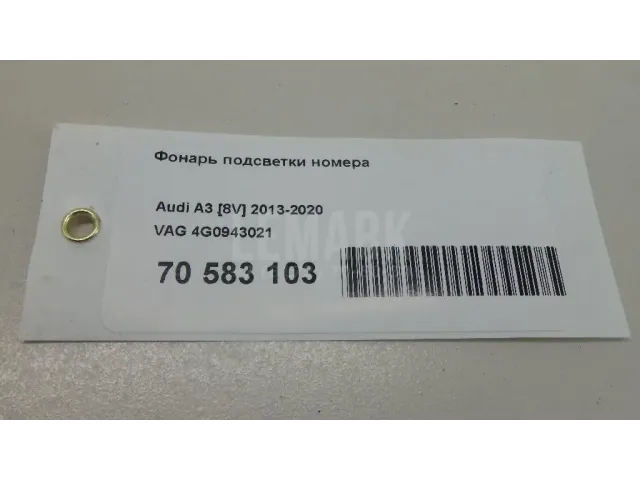 Фонарь подсветки номера
Audi A3 [8V] 2013-2020
VAG 4G0943021
70 583 103